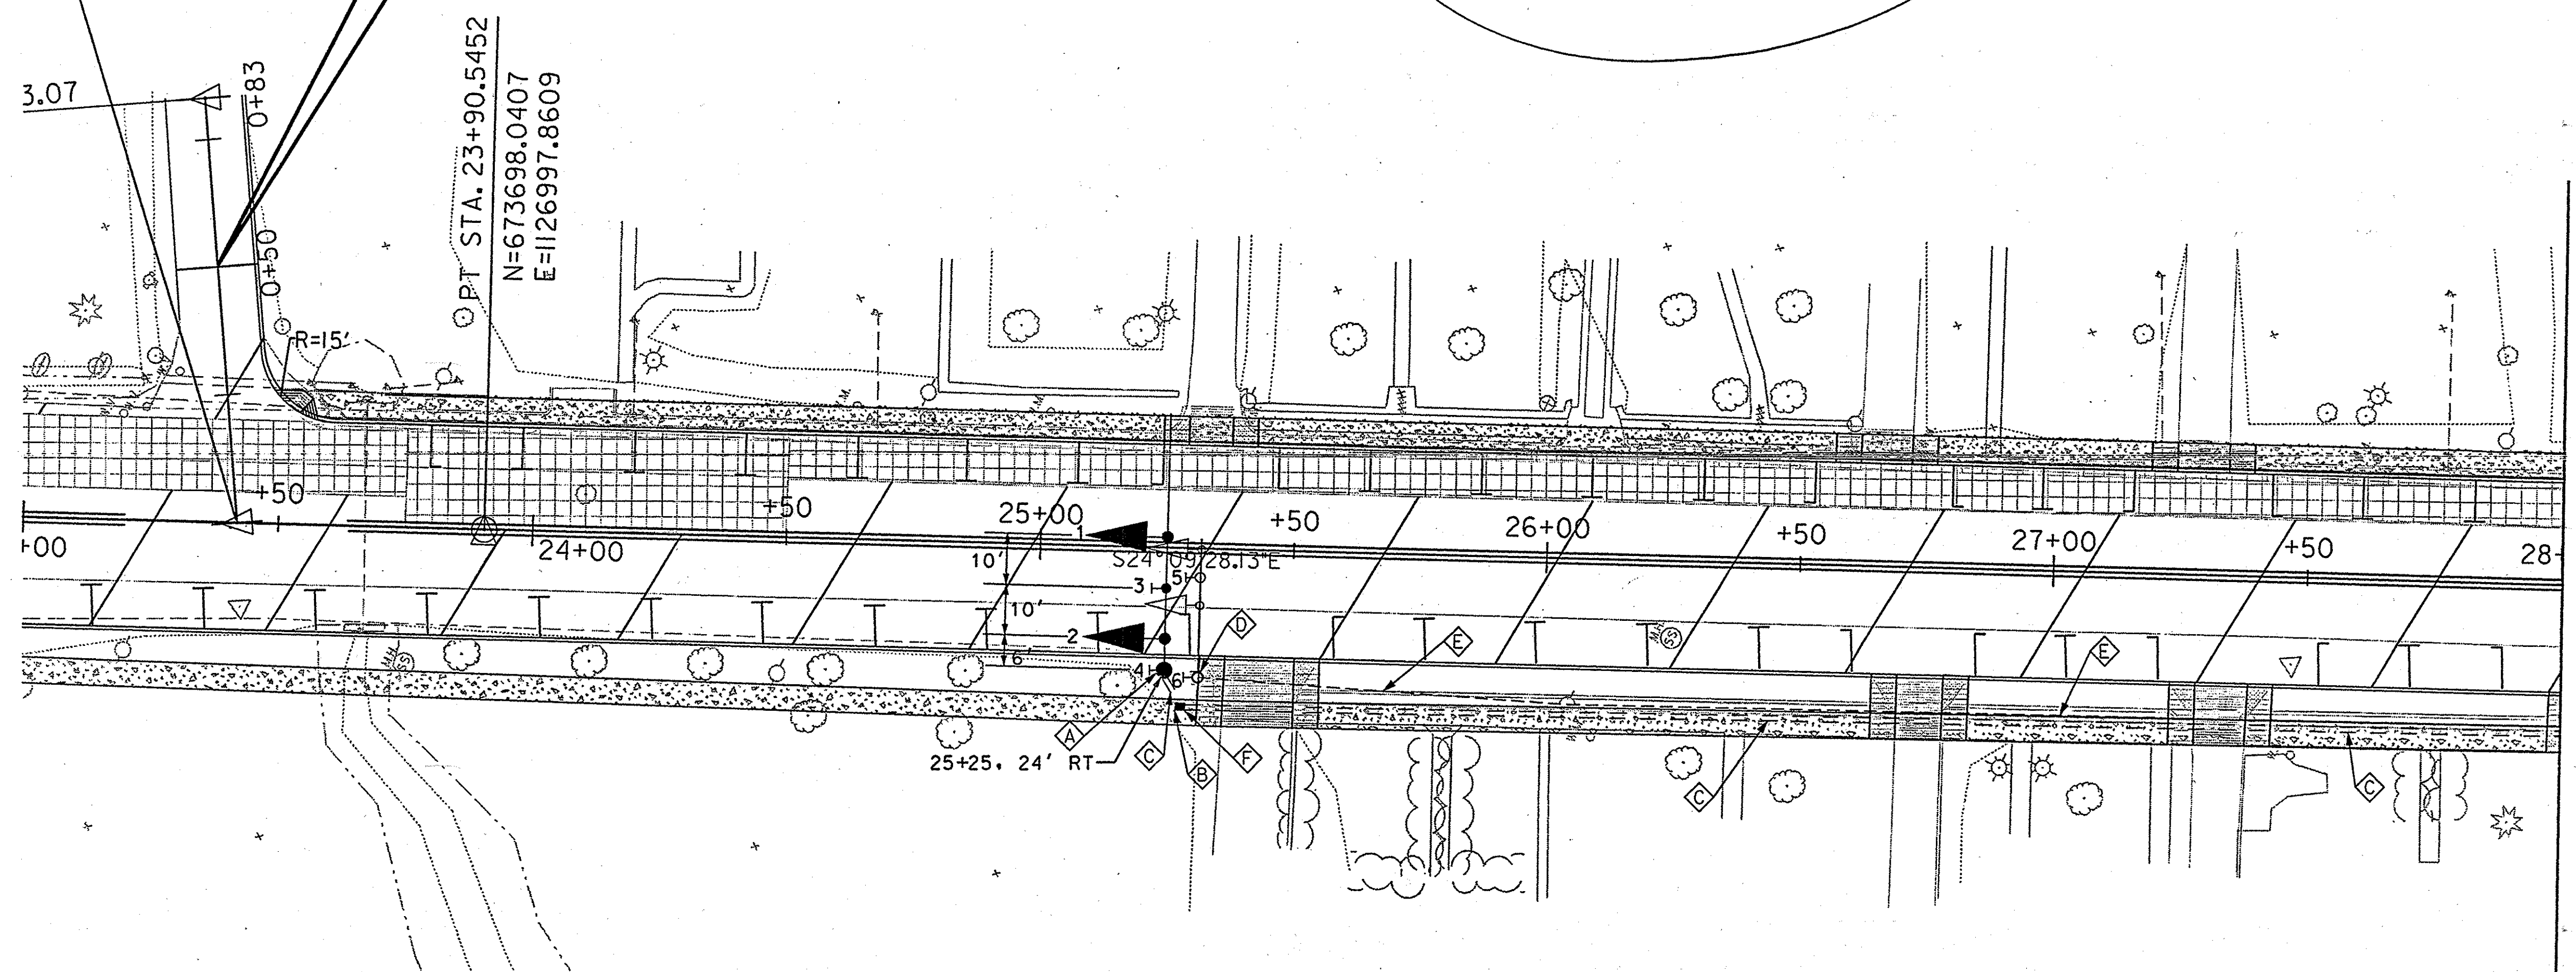 3.07
0+83
0+50
PT STA. 23+90.5452
N=673698.0407
E=1126997.8609
R=15'
I.M.
I.M.
+50
+50
25+00
+50
26+00
+50
27+00
+50
28-
+00
24+00
1
S24°09'28.13"E
10'
3
5
10'
2
D
6'
4
6
M.H.
SS
M.H.
SS
E
E
A
C
B
F
25+25, 24' RT
C
C